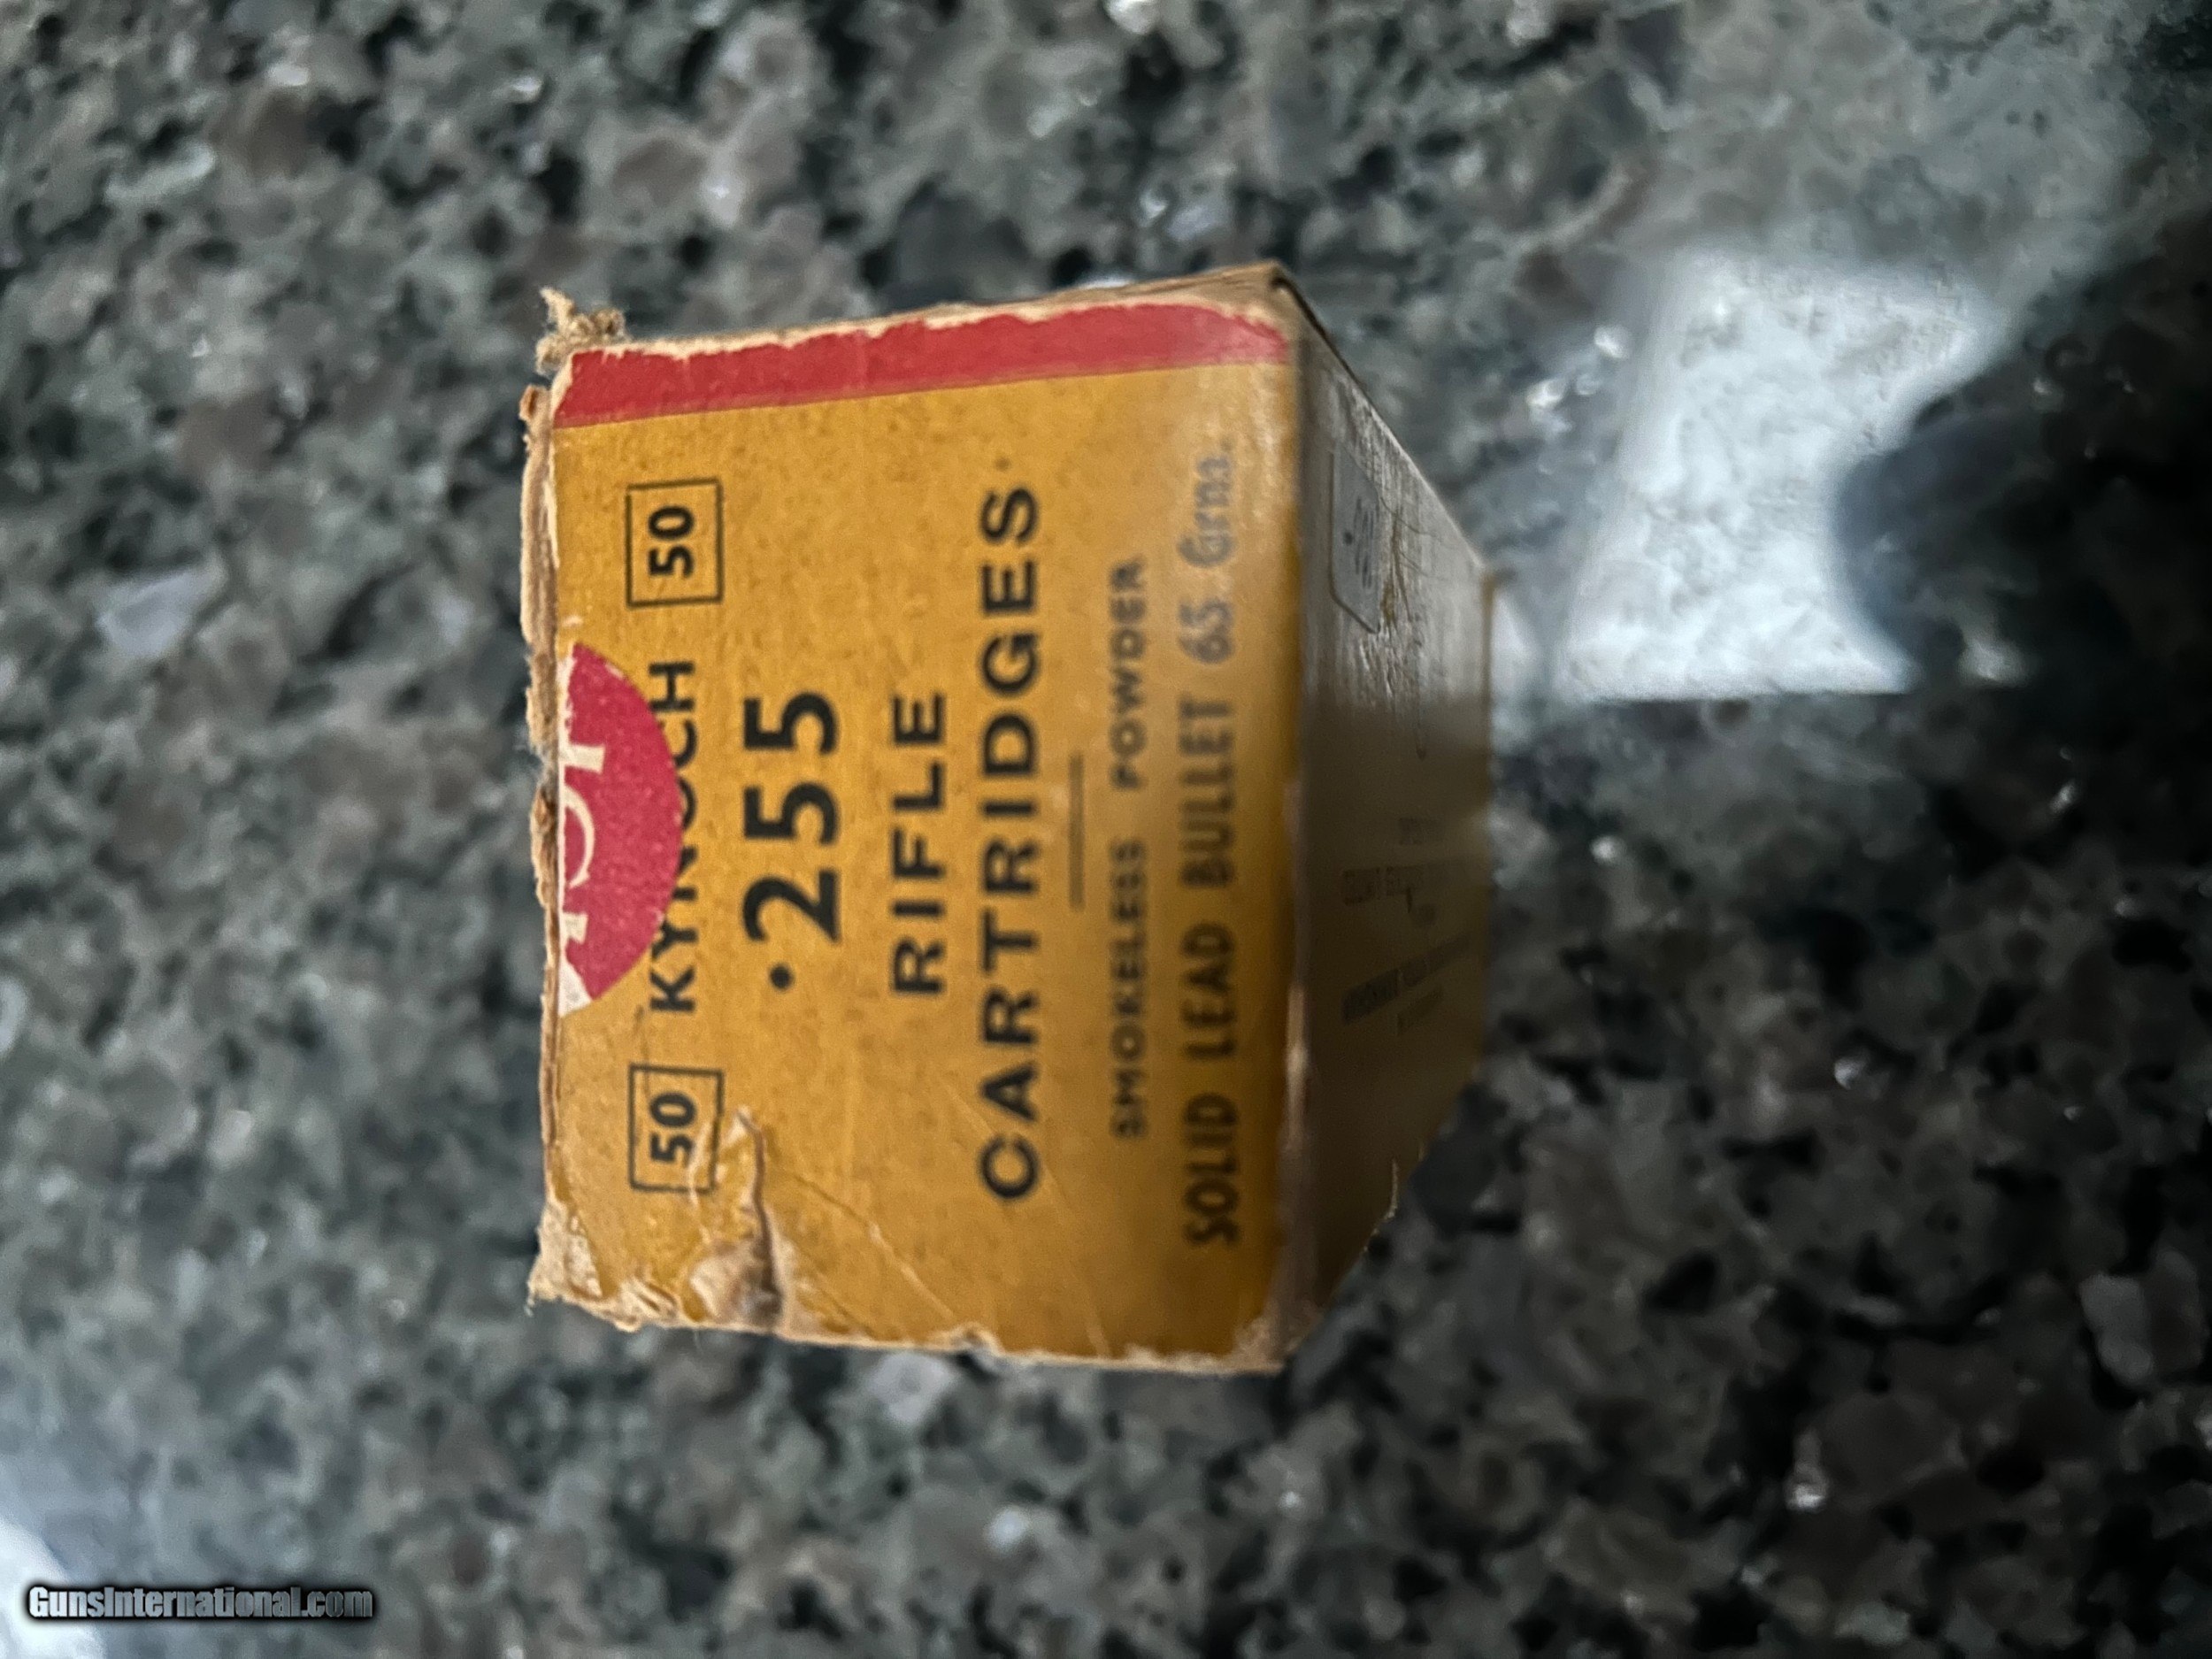 50 KYNOCH 50
.255
RIFLE
CARTRIDGES
SMOKELESS POWDER
SOLID LEAD BULLET 65 Grns.
GunsInternational.com